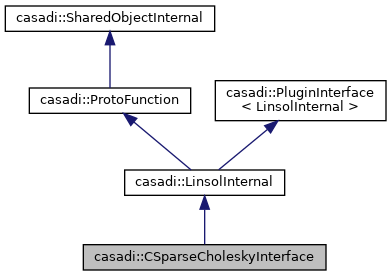 casadi::SharedObjectInternal
casadi::ProtoFunction
casadi::PluginInterface
< LinsolInternal >
casadi::LinsolInternal
casadi::CSparseCholeskyInterface